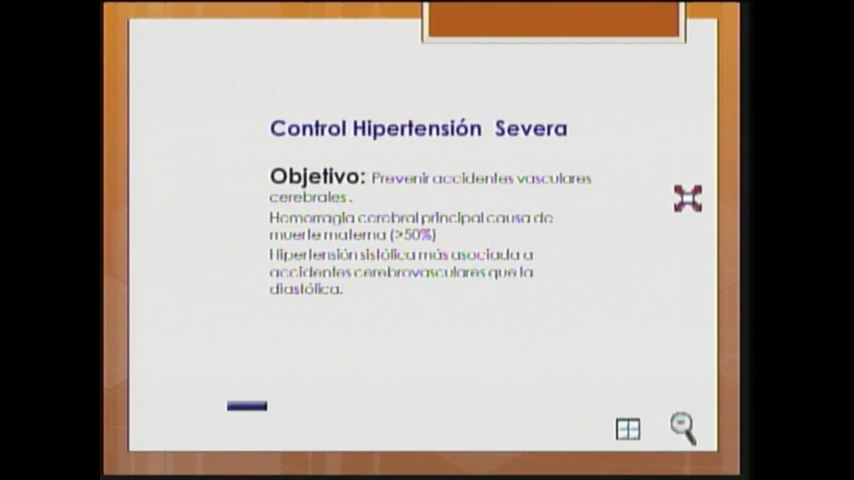 Control Hipertensión Severa
Objetivo: Prevenir accidentes vasculares
cerebrales.
Hemorragia cerebral principal causa de
muerte materna (>50%)
Hipertensión sistólica más asociada a
accidentes cerebrovasculares que la
diastólica.